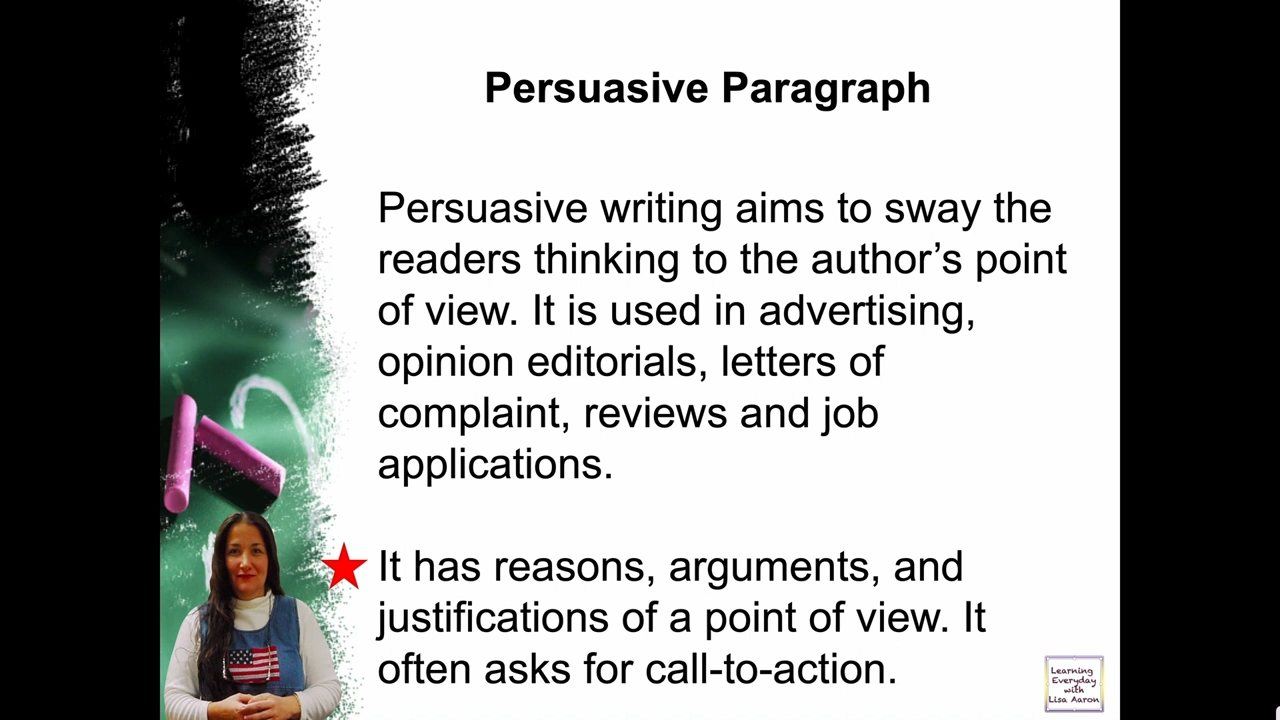 Persuasive Paragraph
Persuasive writing aims to sway the
readers thinking to the author’s point
of view. It is used in advertising,
opinion editorials, letters of
complaint, reviews and job
applications.
It has reasons, arguments, and
justifications of a point of view. It
often asks for call-to-action.
Learning
Everyday
with
Lisa Aaron